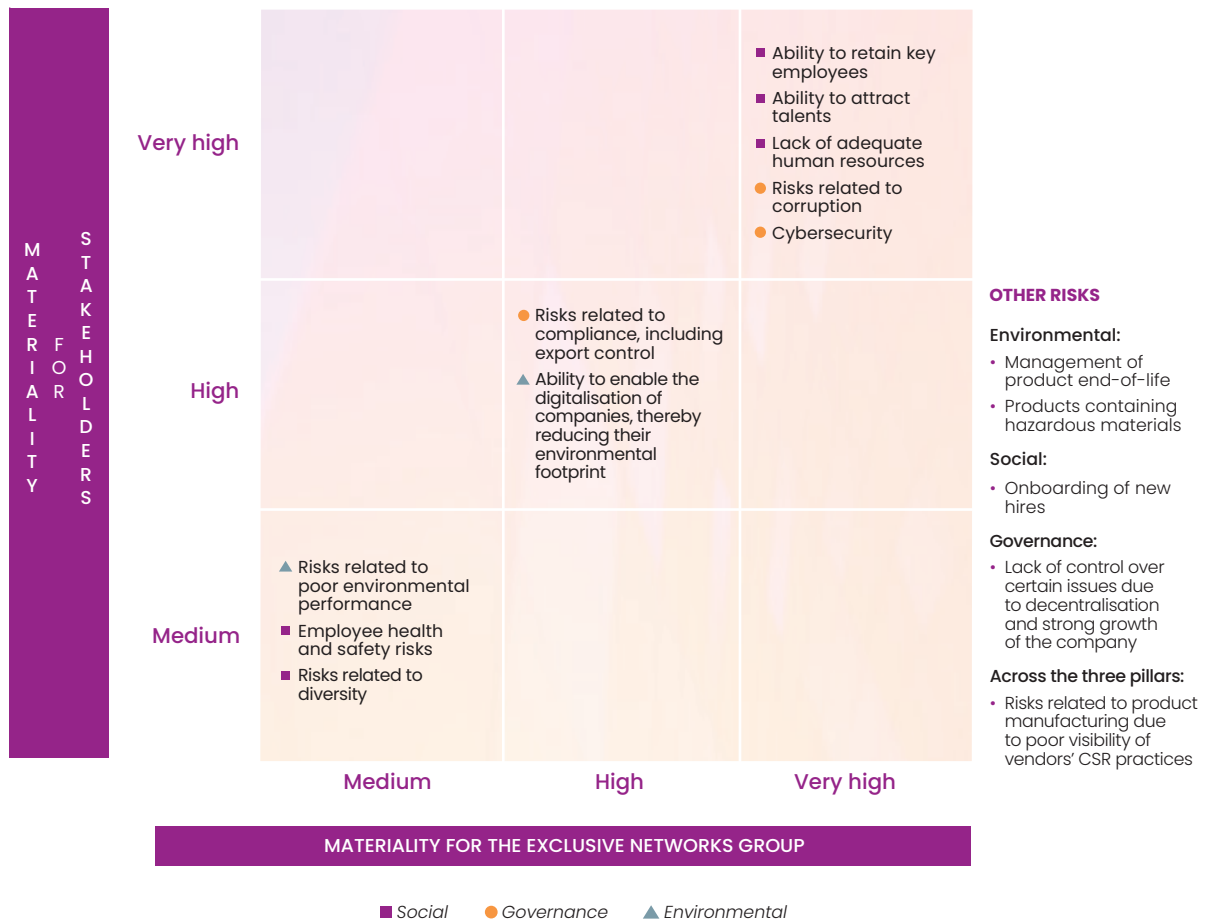 MATERIALITY
FOR
STAKEHOLDERS
Very high
Ability to retain key
employees
Ability to attract
talents
Lack of adequate
human resources
Risks related to
corruption
Cybersecurity
High
Risks related to
compliance, including
export control
Ability to enable the
digitalisation of
companies, thereby
reducing their
environmental
footprint
Medium
Risks related to
poor environmental
performance
Employee health
and safety risks
Risks related to
diversity
Medium
High
Very high
MATERIALITY FOR THE EXCLUSIVE NETWORKS GROUP
Social
Governance
Environmental
OTHER RISKS
Environmental:
• Management of
product end-of-life
• Products containing
hazardous materials
Social:
• Onboarding of new
hires
Governance:
• Lack of control over
certain issues due
to decentralisation
and strong growth
of the company
Across the three pillars:
• Risks related to product
manufacturing due
to poor visibility of
vendors’ CSR practices